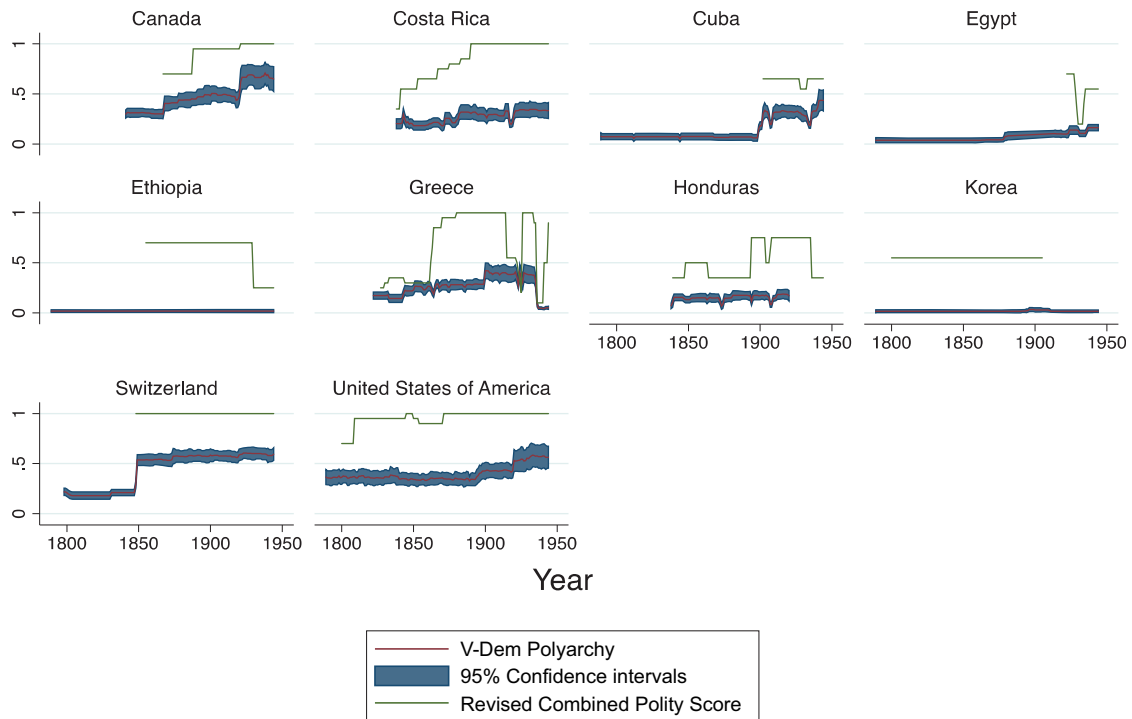 Canada Costa Rica Cuba Egypt
1
.5
0
Ethiopia Greece Honduras Korea
1
.5
0
1800 1850 1900 1950 1800 1850 1900 1950
Switzerland United States of America
1
.5
0
1800 1850 1900 1950 1800 1850 1900 1950
Year
V-Dem Polyarchy
95% Confidence intervals
Revised Combined Polity Score